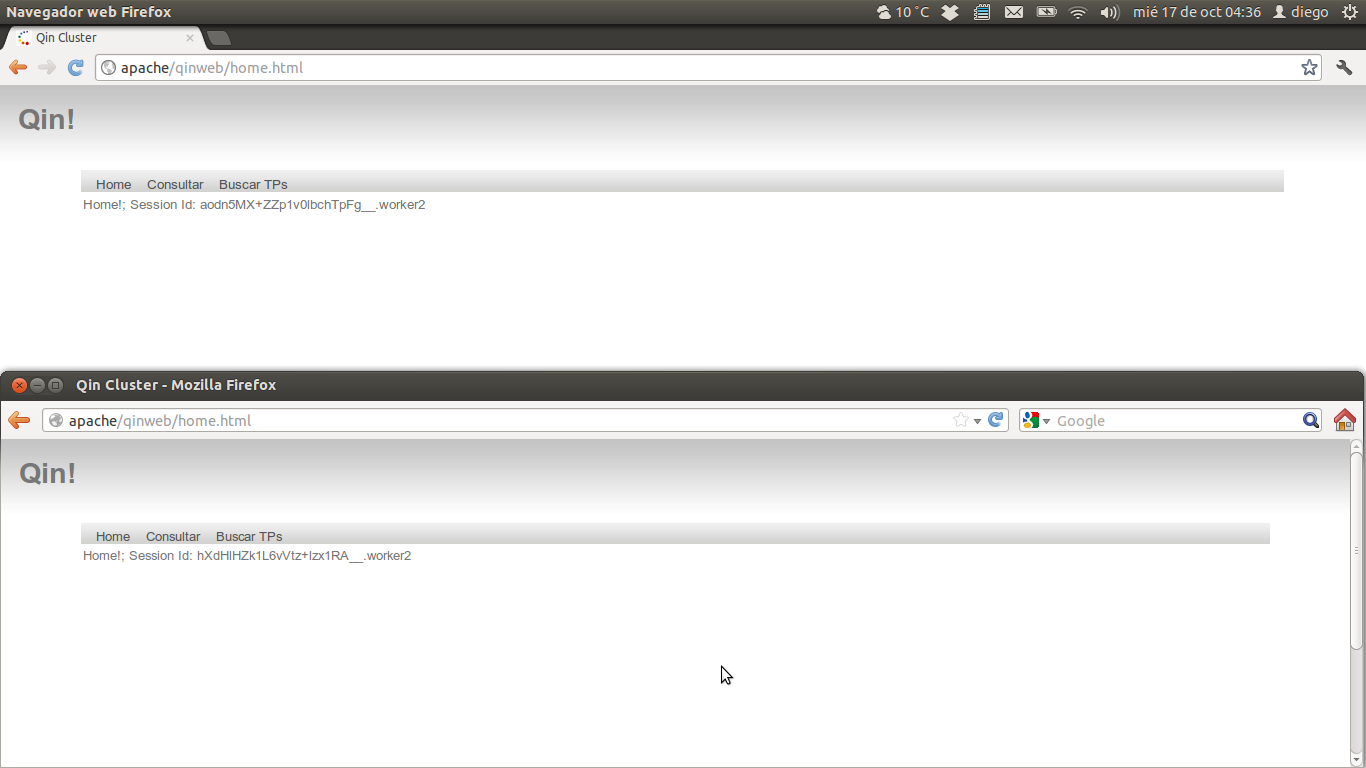 Navegador web Firefox 10 °C mié 17 de oct 04:36 diego
Qin Cluster
apache/qinweb/home.html
Qin!
Home Consultar Buscar TPs
Home!; Session Id: aodn5MX+ZZp1v0lbchTpFg__.worker2
Qin Cluster - Mozilla Firefox
apache/qinweb/home.html Google
Qin!
Home Consultar Buscar TPs
Home!; Session Id: hXdHlHZk1L6vVtz+lzx1RA__.worker2